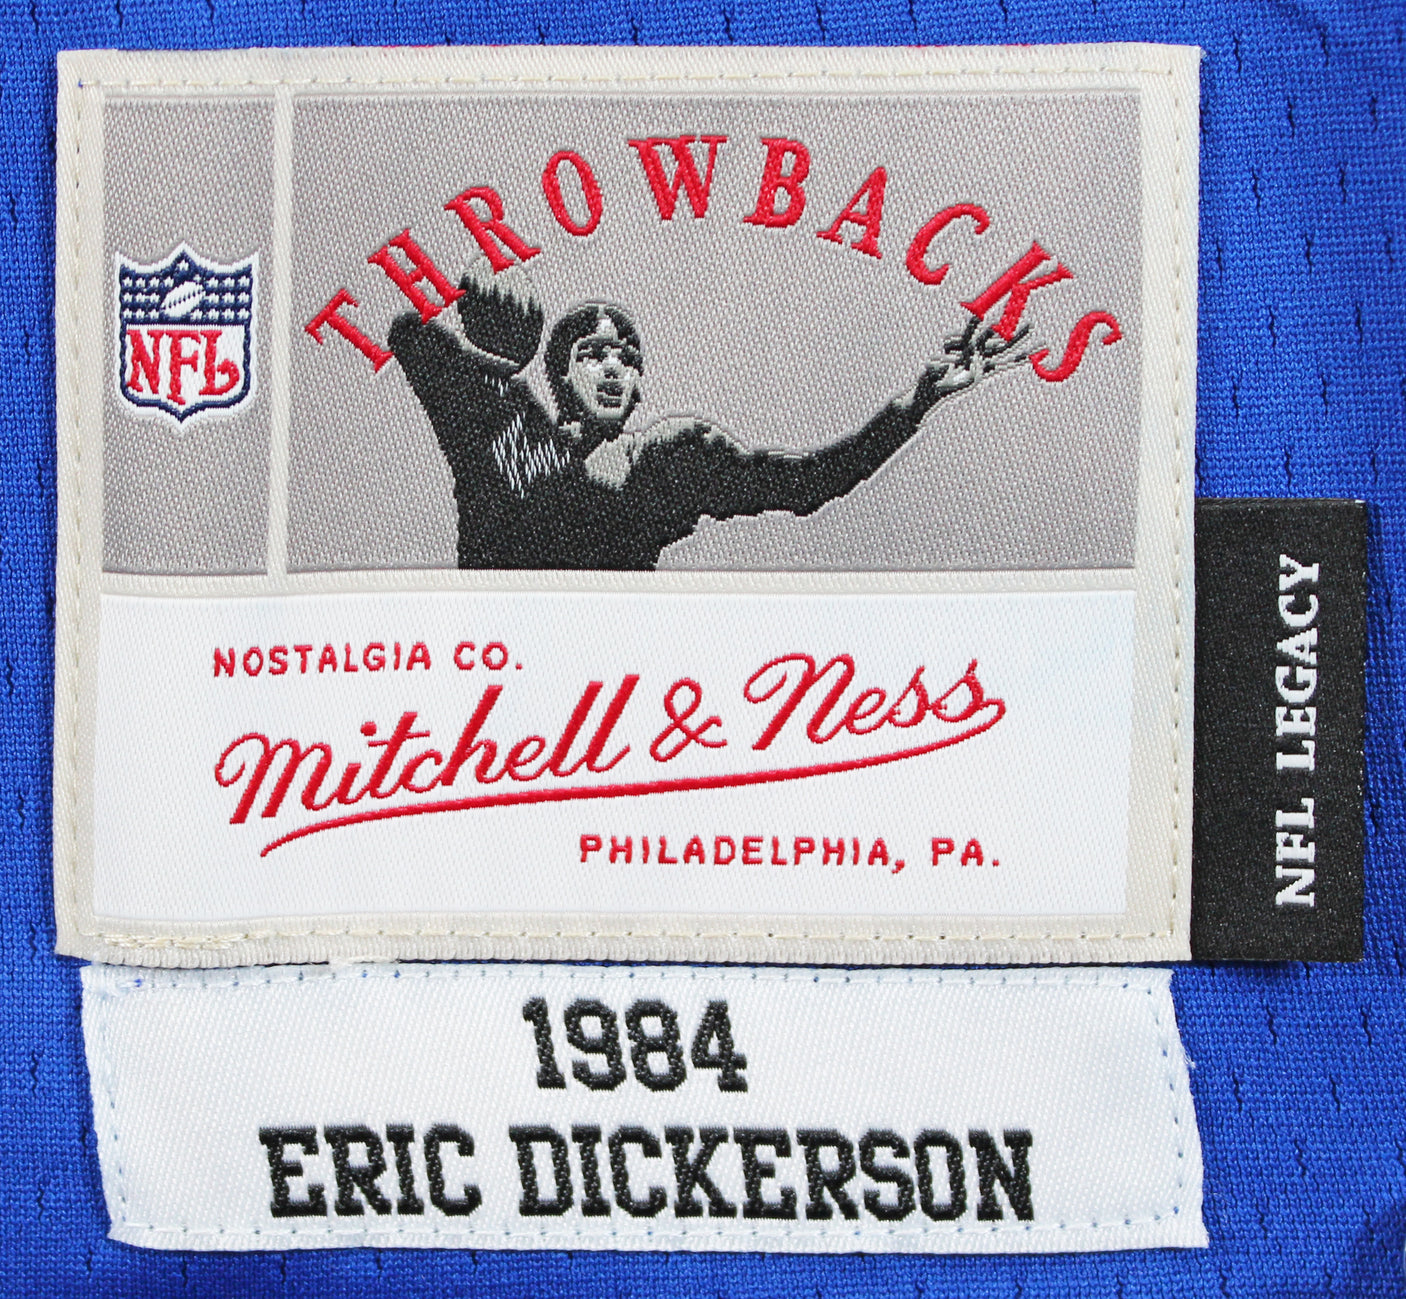 THROWBACKS
NFL
NOSTALGIA CO.
Mitchell & Ness
PHILADELPHIA, PA.
NFL LEGACY
1984
ERIC DICKERSON